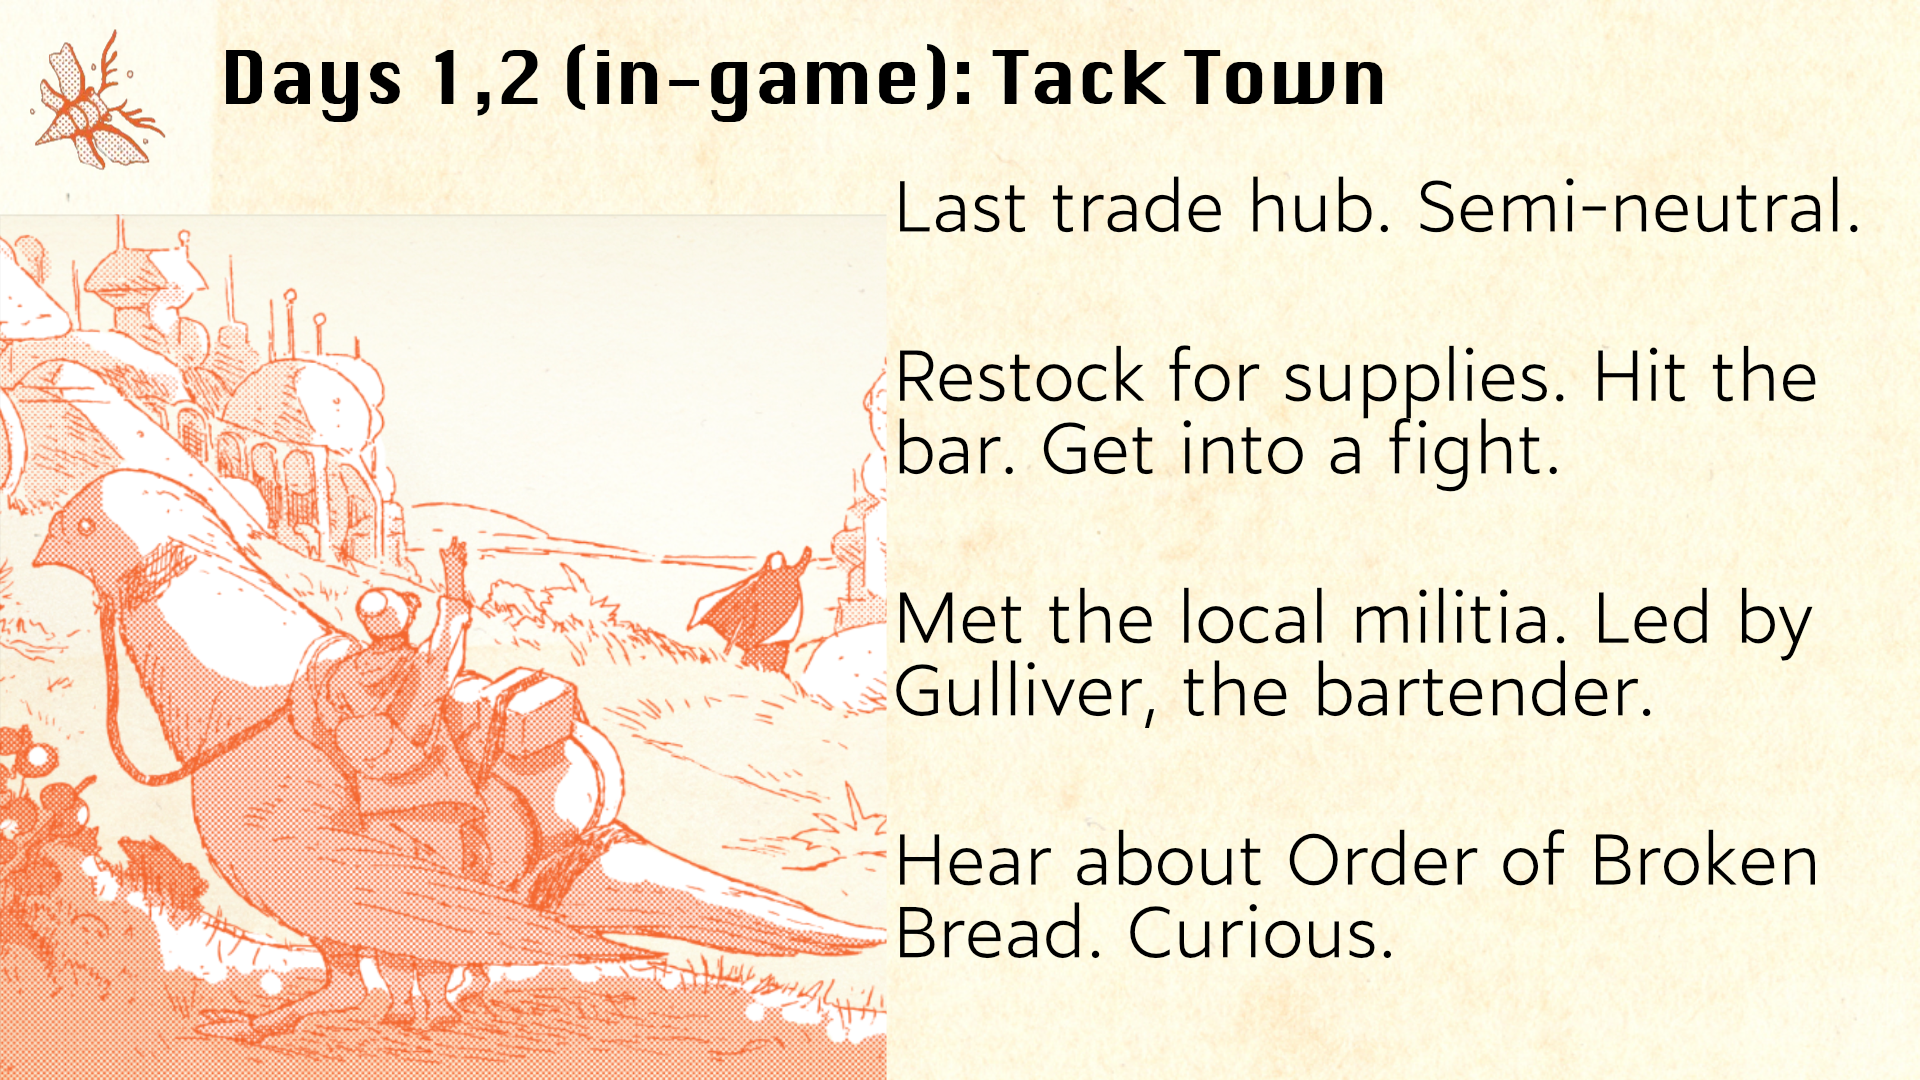 Days 1,2 (in-game): Tack Town
Last trade hub. Semi-neutral.
Restock for supplies. Hit the
bar. Get into a fight.
Met the local militia. Led by
Gulliver, the bartender.
Hear about Order of Broken
Bread. Curious.